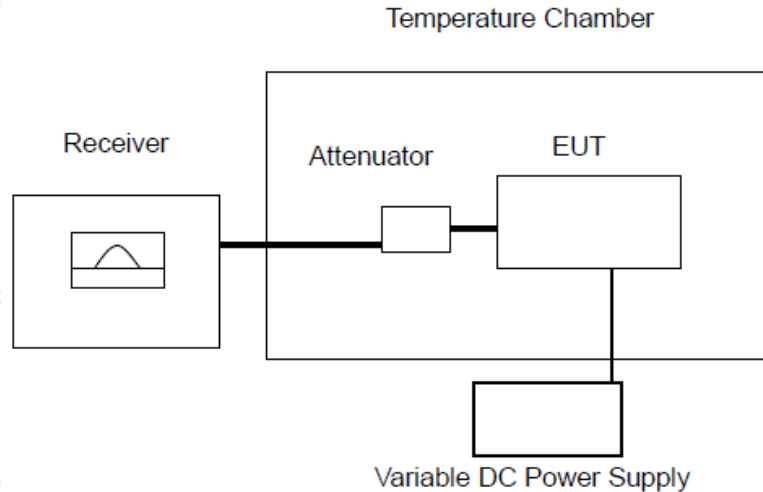 Temperature Chamber
Receiver
Attenuator
EUT
Variable DC Power Supply